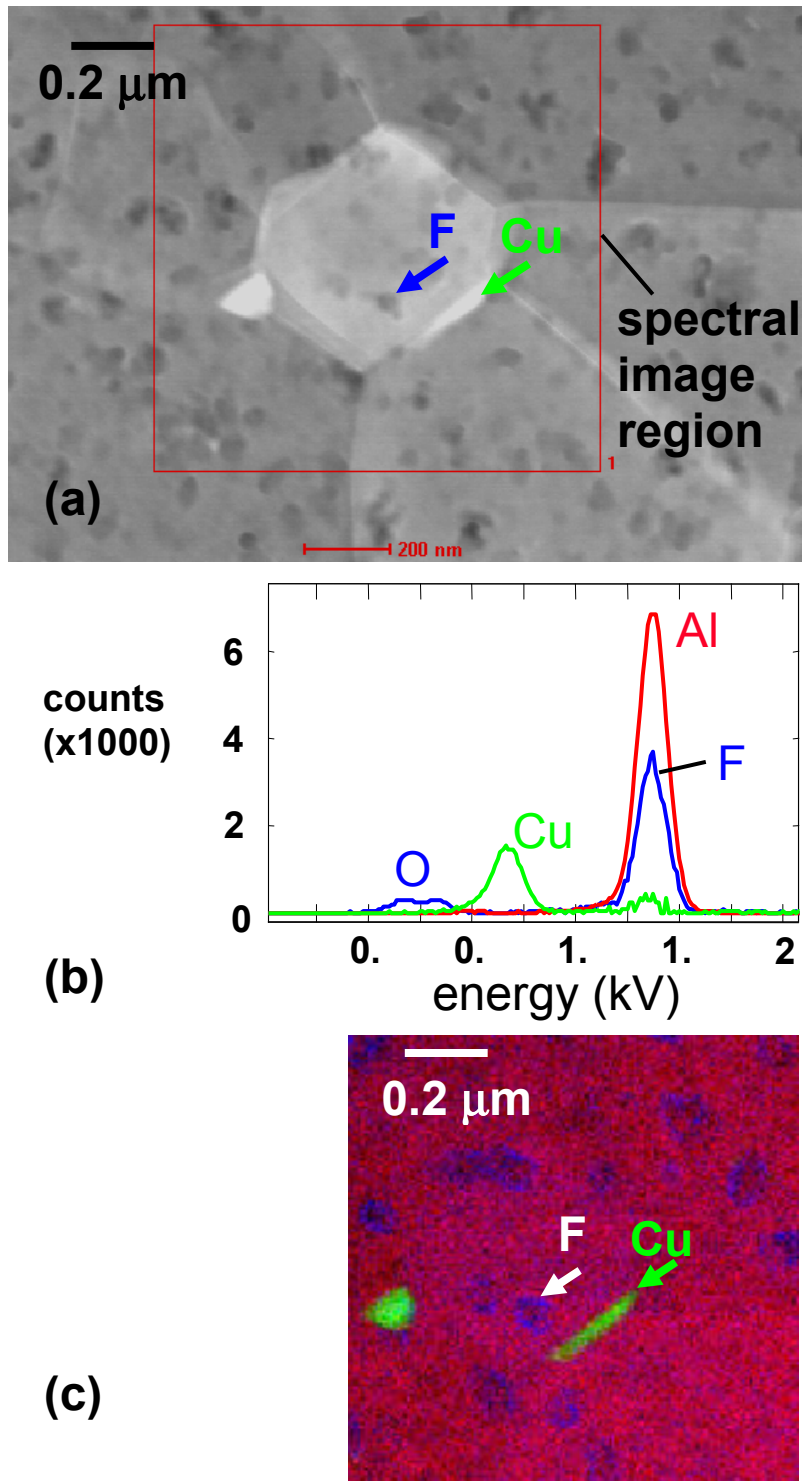 0.2 μm
F
Cu
spectral
image
region
1
(a)
200 nm
6
Al
counts
(x1000)
4
F
2
Cu
O
0
0. 0. 1. 1. 2
(b)
energy (kV)
0.2 μm
F
Cu
(c)